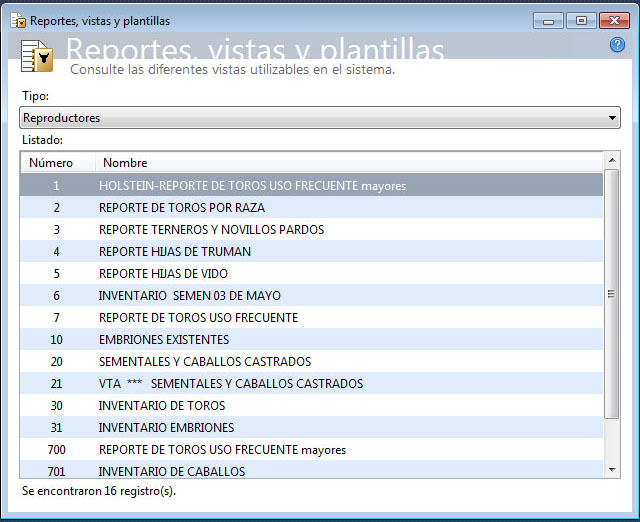 Reportes, vistas y plantillas
Reportes, vistas y plantillas
Consulte las diferentes vistas utilizables en el sistema.
Tipo:
Reproductores
Listado:
Número Nombre
1 HOLSTEIN-REPORTE DE TOROS USO FRECUENTE mayores
2 REPORTE DE TOROS POR RAZA
3 REPORTE TERNEROS Y NOVILLOS PARDOS
4 REPORTE HIJAS DE TRUMAN
5 REPORTE HIJAS DE VIDO
6 INVENTARIO  SEMEN 03 DE MAYO
7 REPORTE DE TOROS USO FRECUENTE
10 EMBRIONES EXISTENTES
20 SEMENTALES Y CABALLOS CASTRADOS
21 VTA  ***   SEMENTALES Y CABALLOS CASTRADOS
30 INVENTARIO DE TOROS
31 INVENTARIO EMBRIONES
700 REPORTE DE TOROS USO FRECUENTE mayores
701 INVENTARIO DE CABALLOS
Se encontraron 16 registro(s).